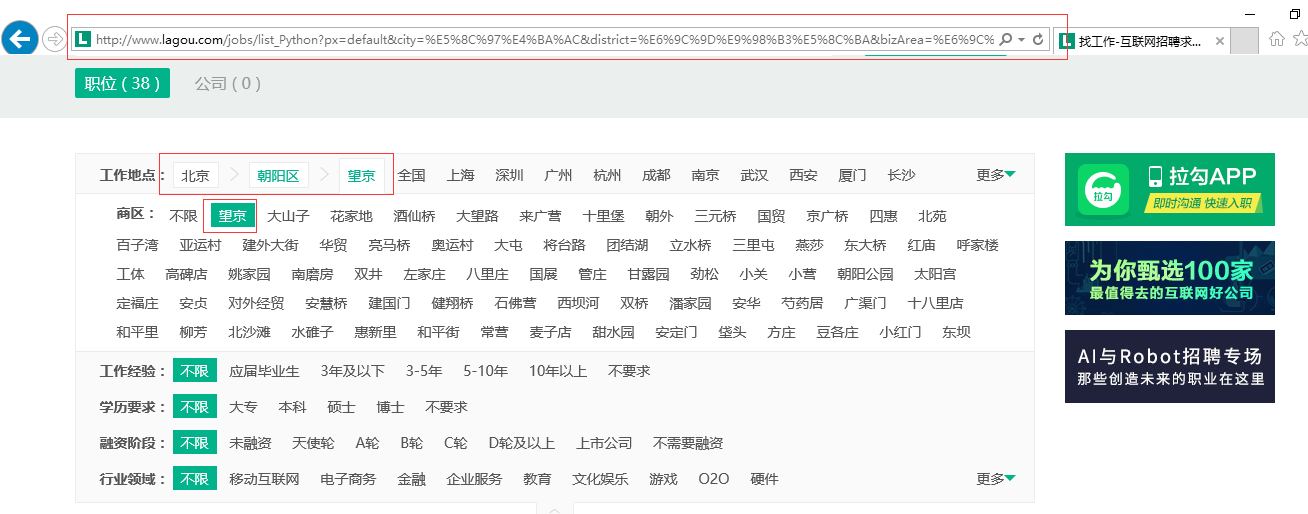 http://www.lagou.com/jobs/list_Python?px=default&city=%E5%8C%97%E4%BA%AC&district=%E6%9C%9D%E9%98%B3%E5%8C%BA&bizArea=%E6%9C%
找工作-互联网招聘求...
职位 ( 38 ) 公司 ( 0 )
工作地点： 北京 朝阳区 望京 全国 上海 深圳 广州 杭州 成都 南京 武汉 西安 厦门 长沙 更多
商区： 不限 望京 大山子 花家地 酒仙桥 大望路 来广营 十里堡 朝外 三元桥 国贸 京广桥 四惠 北苑
百子湾 亚运村 建外大街 华贸 亮马桥 奥运村 大屯 将台路 团结湖 立水桥 三里屯 燕莎 东大桥 红庙 呼家楼
工体 高碑店 姚家园 南磨房 双井 左家庄 八里庄 国展 管庄 甘露园 劲松 小关 小营 朝阳公园 太阳宫
定福庄 安贞 对外经贸 安慧桥 建国门 健翔桥 石佛营 西坝河 双桥 潘家园 安华 芍药居 广渠门 十八里店
和平里 柳芳 北沙滩 水碓子 惠新里 和平街 常营 麦子店 甜水园 安定门 垡头 方庄 豆各庄 小红门 东坝
工作经验： 不限 应届毕业生 3年及以下 3-5年 5-10年 10年以上 不要求
学历要求： 不限 大专 本科 硕士 博士 不要求
融资阶段： 不限 未融资 天使轮 A轮 B轮 C轮 D轮及以上 上市公司 不需要融资
行业领域： 不限 移动互联网 电子商务 金融 企业服务 教育 文化娱乐 游戏 O2O 硬件 更多
拉勾
拉勾APP
即时沟通 快速入职
为你甄选100家
最值得去的互联网好公司
AI与Robot招聘专场
那些创造未来的职业在这里